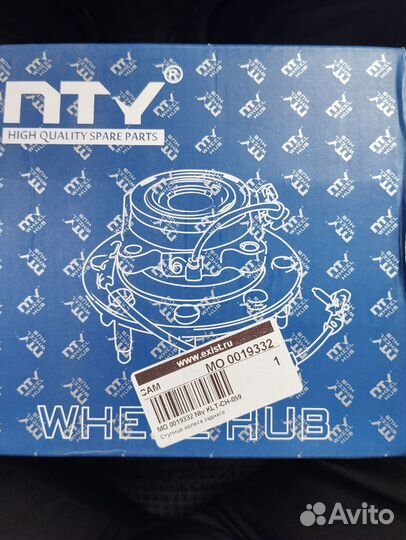 NTY®
HIGH QUALITY SPARE PARTS
www.exist.ru
CAM MO 0019332
1
MO 0019332 Ntv KLT-CH-059
Ступица колеса заднего
WHEEL HUB
Avito